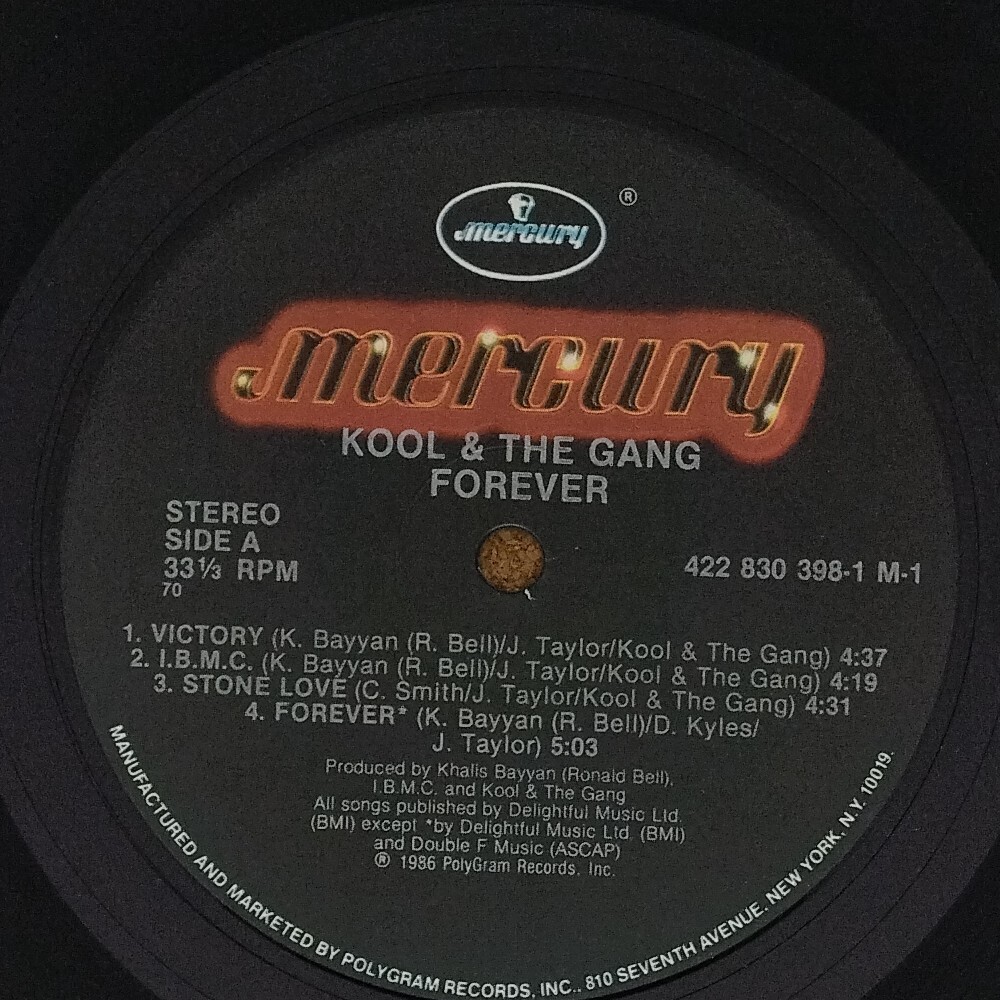 mercury ®
mercury
KOOL & THE GANG
FOREVER
STEREO
SIDE A
33⅓ RPM
70
422 830 398-1 M-1
1. VICTORY (K. Bayyan (R. Bell)/J. Taylor/Kool & The Gang) 4:37
2. I.B.M.C. (K. Bayyan (R. Bell)/J. Taylor/Kool & The Gang) 4:19
3. STONE LOVE (C. Smith/J. Taylor/Kool & The Gang) 4:31
4. FOREVER* (K. Bayyan (R. Bell)/D. Kyles/
J. Taylor) 5:03
Produced by Khalis Bayyan (Ronald Bell),
I.B.M.C. and Kool & The Gang
All songs published by Delightful Music Ltd.
(BMI) except *by Delightful Music Ltd. (BMI)
and Double F Music (ASCAP)
℗ 1986 PolyGram Records, Inc.
MANUFACTURED AND MARKETED BY POLYGRAM RECORDS, INC., 810 SEVENTH AVENUE. NEW YORK, N.Y. 10019.